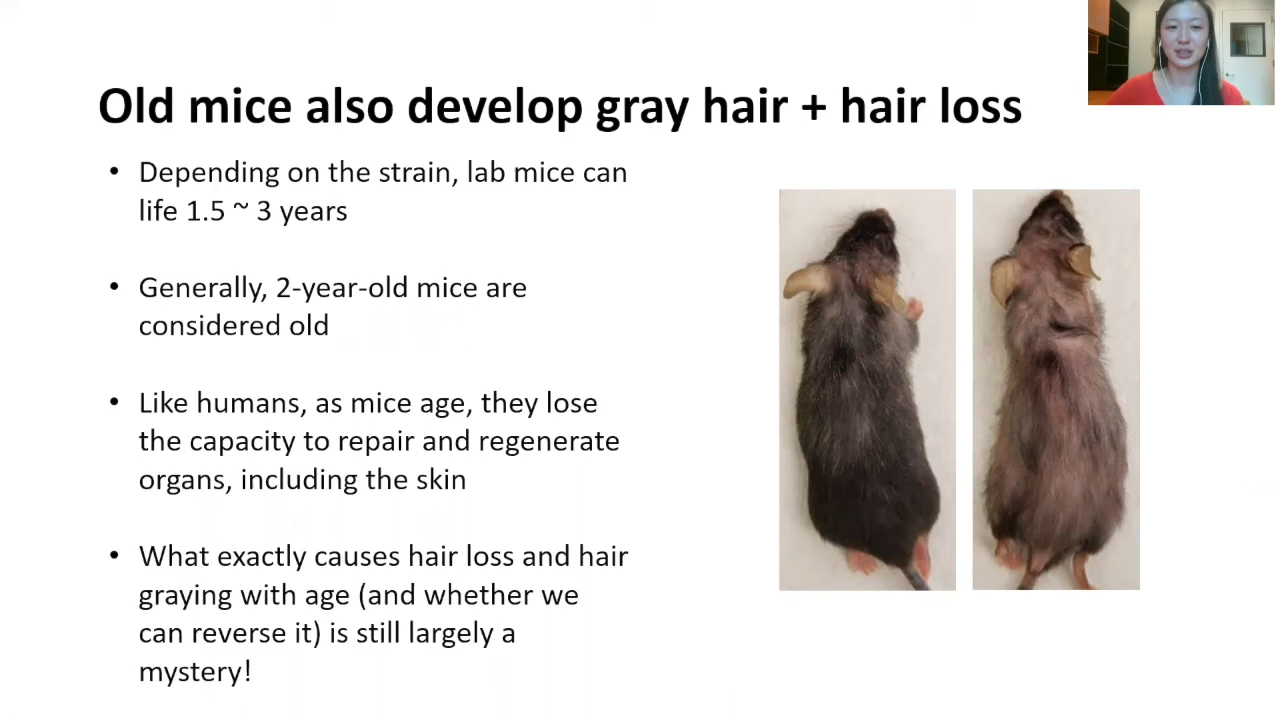 Old mice also develop gray hair + hair loss
• Depending on the strain, lab mice can
life 1.5 ~ 3 years
• Generally, 2-year-old mice are
considered old
• Like humans, as mice age, they lose
the capacity to repair and regenerate
organs, including the skin
• What exactly causes hair loss and hair
graying with age (and whether we
can reverse it) is still largely a
mystery!